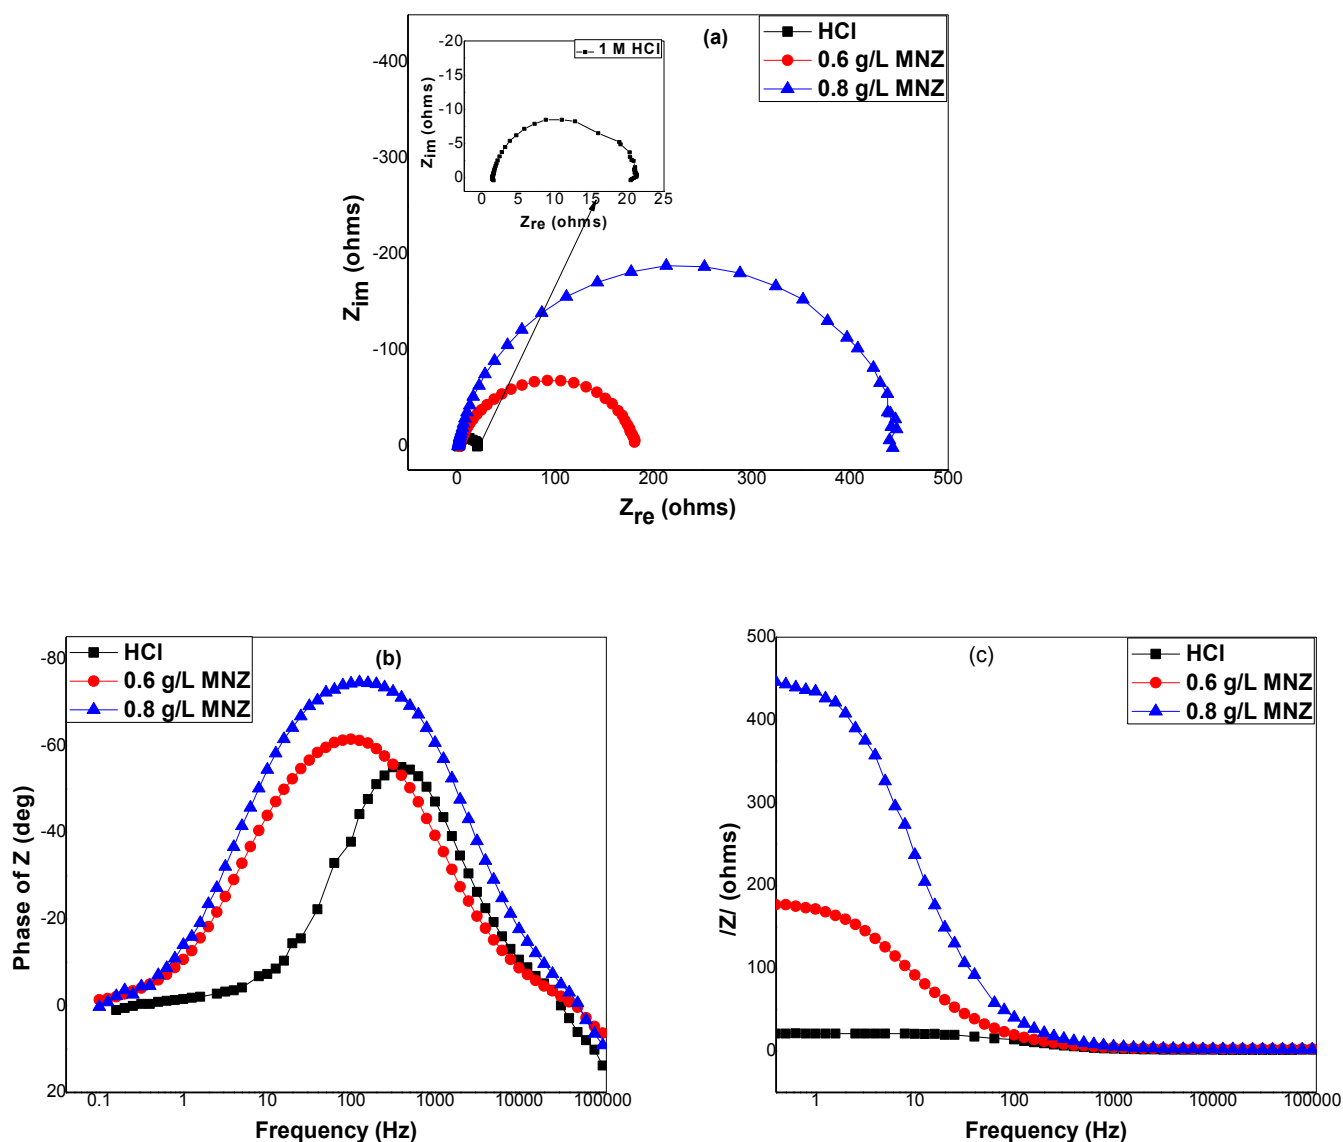 (a)
HCl
0.6 g/L MNZ
0.8 g/L MNZ
1 M HCl
-20
-15
-10
-5
0
Zim (ohms)
0 5 10 15 20 25
Zre (ohms)
-400
-300
-200
-100
0
Zim (ohms)
0 100 200 300 400 500
Zre (ohms)
(b)
HCl
0.6 g/L MNZ
0.8 g/L MNZ
-80
-60
-40
-20
0
20
Phase of Z (deg)
0.1 1 10 100 1000 10000 100000
Frequency (Hz)
(c)
HCl
0.6 g/L MNZ
0.8 g/L MNZ
500
400
300
200
100
0
/Z/ (ohms)
1 10 100 1000 10000 100000
Frequency (Hz)